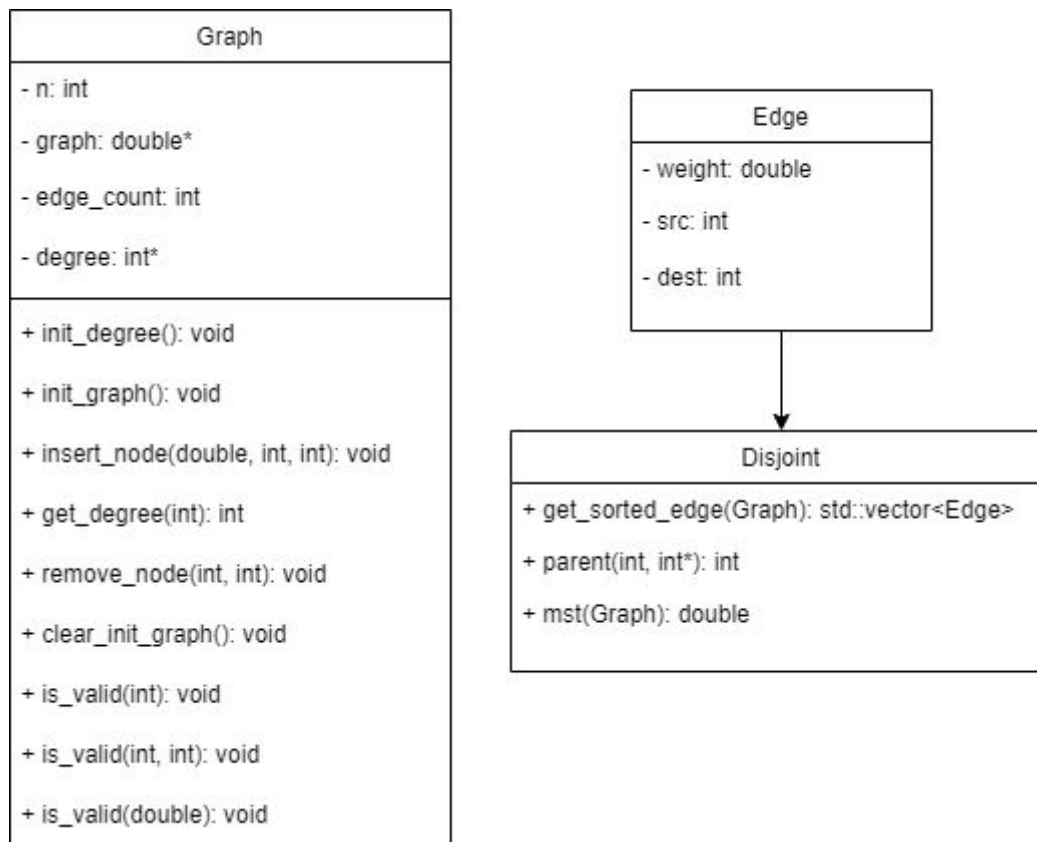 Graph
- n: int
- graph: double*
- edge_count: int
- degree: int*
+ init_degree(): void
+ init_graph(): void
+ insert_node(double, int, int): void
+ get_degree(int): int
+ remove_node(int, int): void
+ clear_init_graph(): void
+ is_valid(int): void
+ is_valid(int, int): void
+ is_valid(double): void
Edge
- weight: double
- src: int
- dest: int
Disjoint
+ get_sorted_edge(Graph): std::vector<Edge>
+ parent(int, int*): int
+ mst(Graph): double